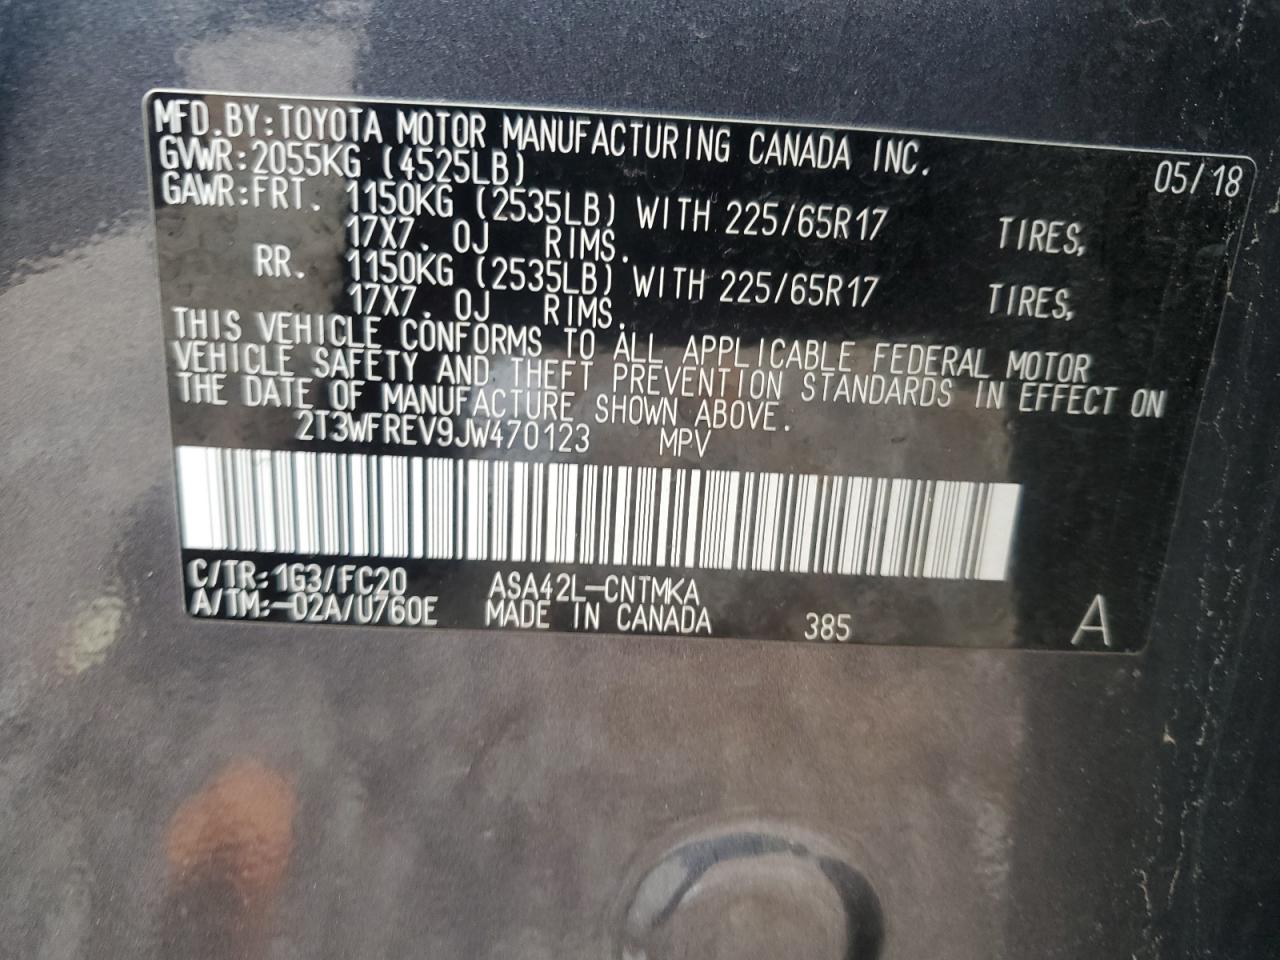 MFD.BY:TOYOTA MOTOR MANUFACTURING CANADA INC. 05/18
GVWR:2055KG (4525LB)
GAWR:FRT. 1150KG (2535LB) WITH 225/65R17 TIRES,
17X7.0J RIMS.
RR. 1150KG (2535LB) WITH 225/65R17 TIRES,
17X7.0J RIMS.
THIS VEHICLE CONFORMS TO ALL APPLICABLE FEDERAL MOTOR
VEHICLE SAFETY AND THEFT PREVENTION STANDARDS IN EFFECT ON
THE DATE OF MANUFACTURE SHOWN ABOVE.
2T3WFREV9JW470123 MPV
C/TR:1G3/FC20 ASA42L-CNTMKA
A/TM:-02A/U760E MADE IN CANADA 385 A